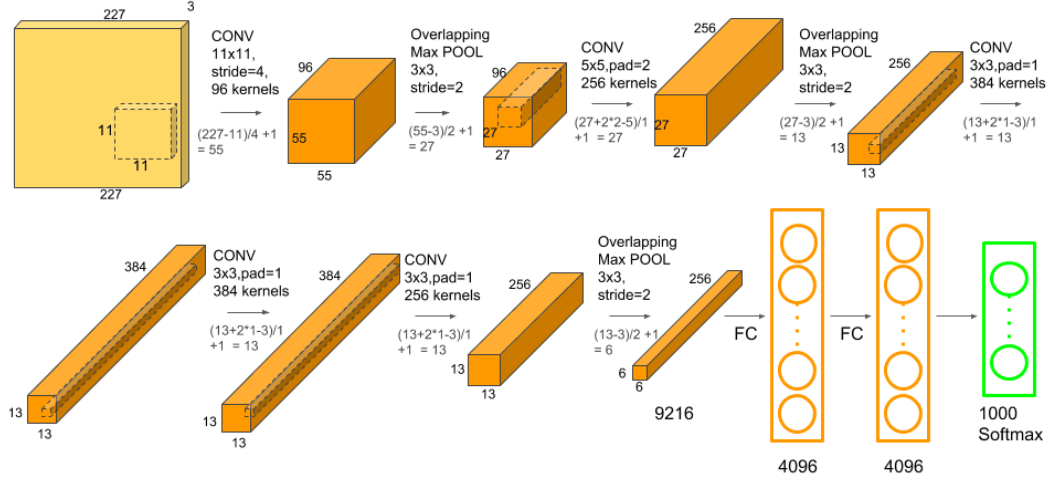 227
3
11
11
227
CONV
11x11,
stride=4,
96 kernels
(227-11)/4 +1
= 55
96
55
55
Overlapping
Max POOL
3x3,
stride=2
(55-3)/2 +1
= 27
96
27
27
CONV
5x5,pad=2
256 kernels
(27+2*2-5)/1
+1 = 27
256
27
27
Overlapping
Max POOL
3x3,
stride=2
(27-3)/2 +1
= 13
256
13
13
CONV
3x3,pad=1
384 kernels
(13+2*1-3)/1
+1 = 13
384
13
13
CONV
3x3,pad=1
384 kernels
(13+2*1-3)/1
+1 = 13
384
13
13
CONV
3x3,pad=1
256 kernels
(13+2*1-3)/1
+1 = 13
256
13
13
Overlapping
Max POOL
3x3,
stride=2
(13-3)/2 +1
= 6
256
6
6
9216
FC
4096
FC
4096
1000
Softmax